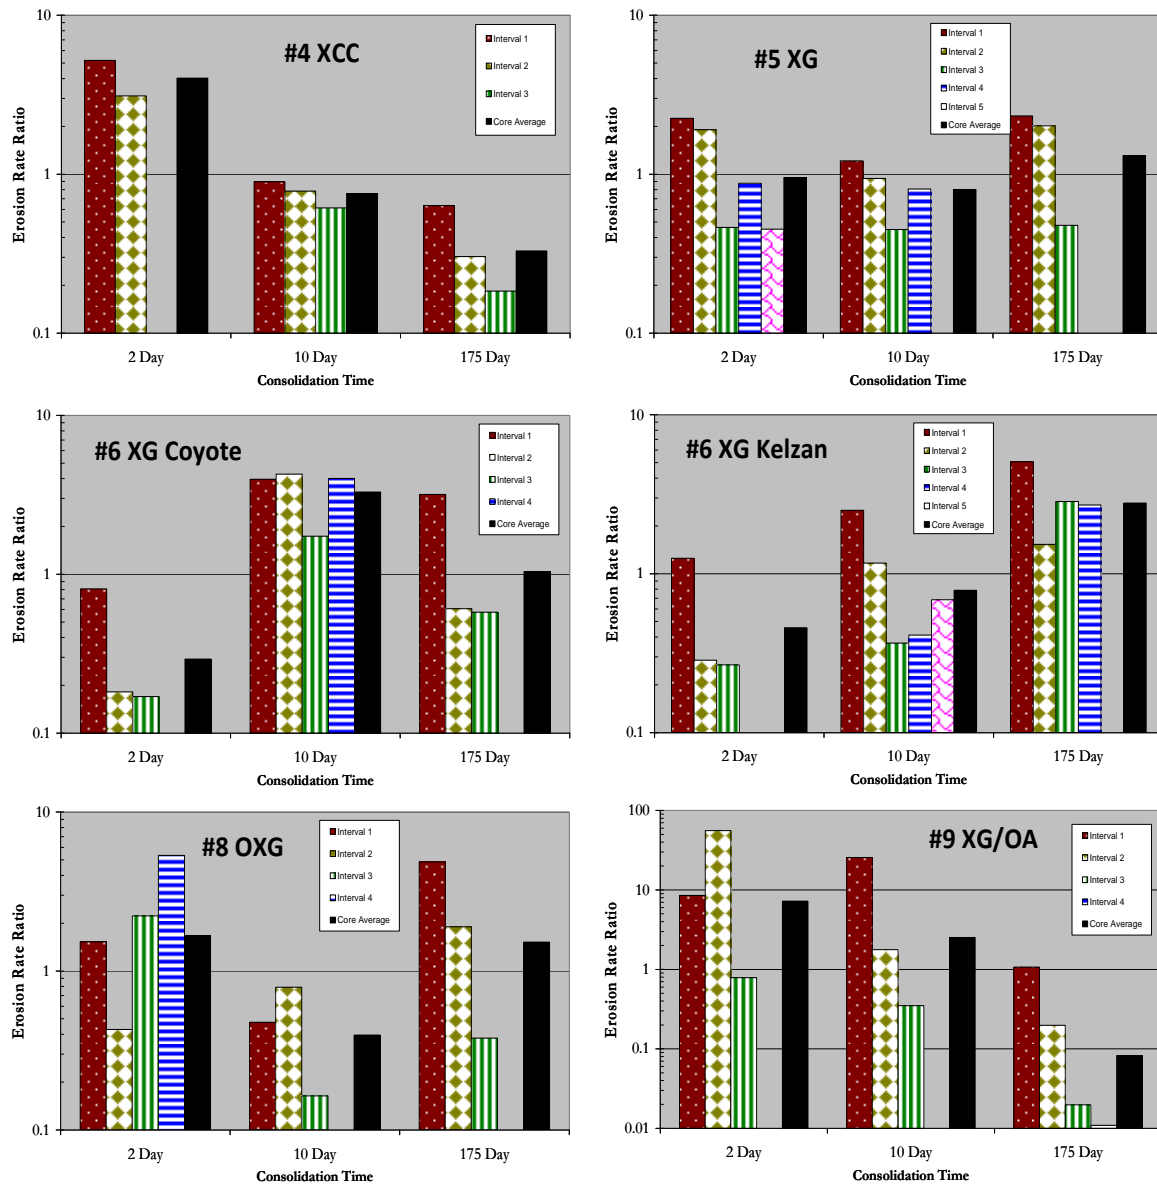 #4 XCC
Erosion Rate Ratio
10
1
0.1
Interval 1
Interval 2
Interval 3
Core Average
2 Day
10 Day
175 Day
Consolidation Time
#5 XG
Erosion Rate Ratio
10
1
0.1
Interval 1
Interval 2
Interval 3
Interval 4
Interval 5
Core Average
2 Day
10 Day
175 Day
Consolidation Time
#6 XG Coyote
Erosion Rate Ratio
10
1
0.1
Interval 1
Interval 2
Interval 3
Interval 4
Core Average
2 Day
10 Day
175 Day
Consolidation Time
#6 XG Kelzan
Erosion Rate Ratio
10
1
0.1
Interval 1
Interval 2
Interval 3
Interval 4
Interval 5
Core Average
2 Day
10 Day
175 Day
Consolidation Time
#8 OXG
Erosion Rate Ratio
10
1
0.1
Interval 1
Interval 2
Interval 3
Interval 4
Core Average
2 Day
10 Day
175 Day
Consolidation Time
#9 XG/OA
Erosion Rate Ratio
100
10
1
0.1
0.01
Interval 1
Interval 2
Interval 3
Interval 4
Core Average
2 Day
10 Day
175 Day
Consolidation Time